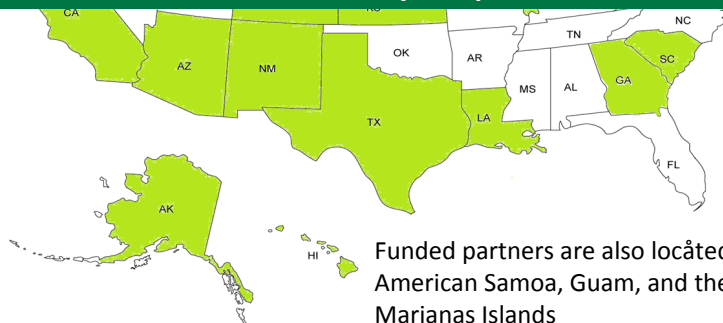 CA
NC
TN
OK
AR
SC
AZ
NM
MS
AL
GA
TX
LA
FL
AK
HI
Funded partners are also located
American Samoa, Guam, and the
Marianas Islands